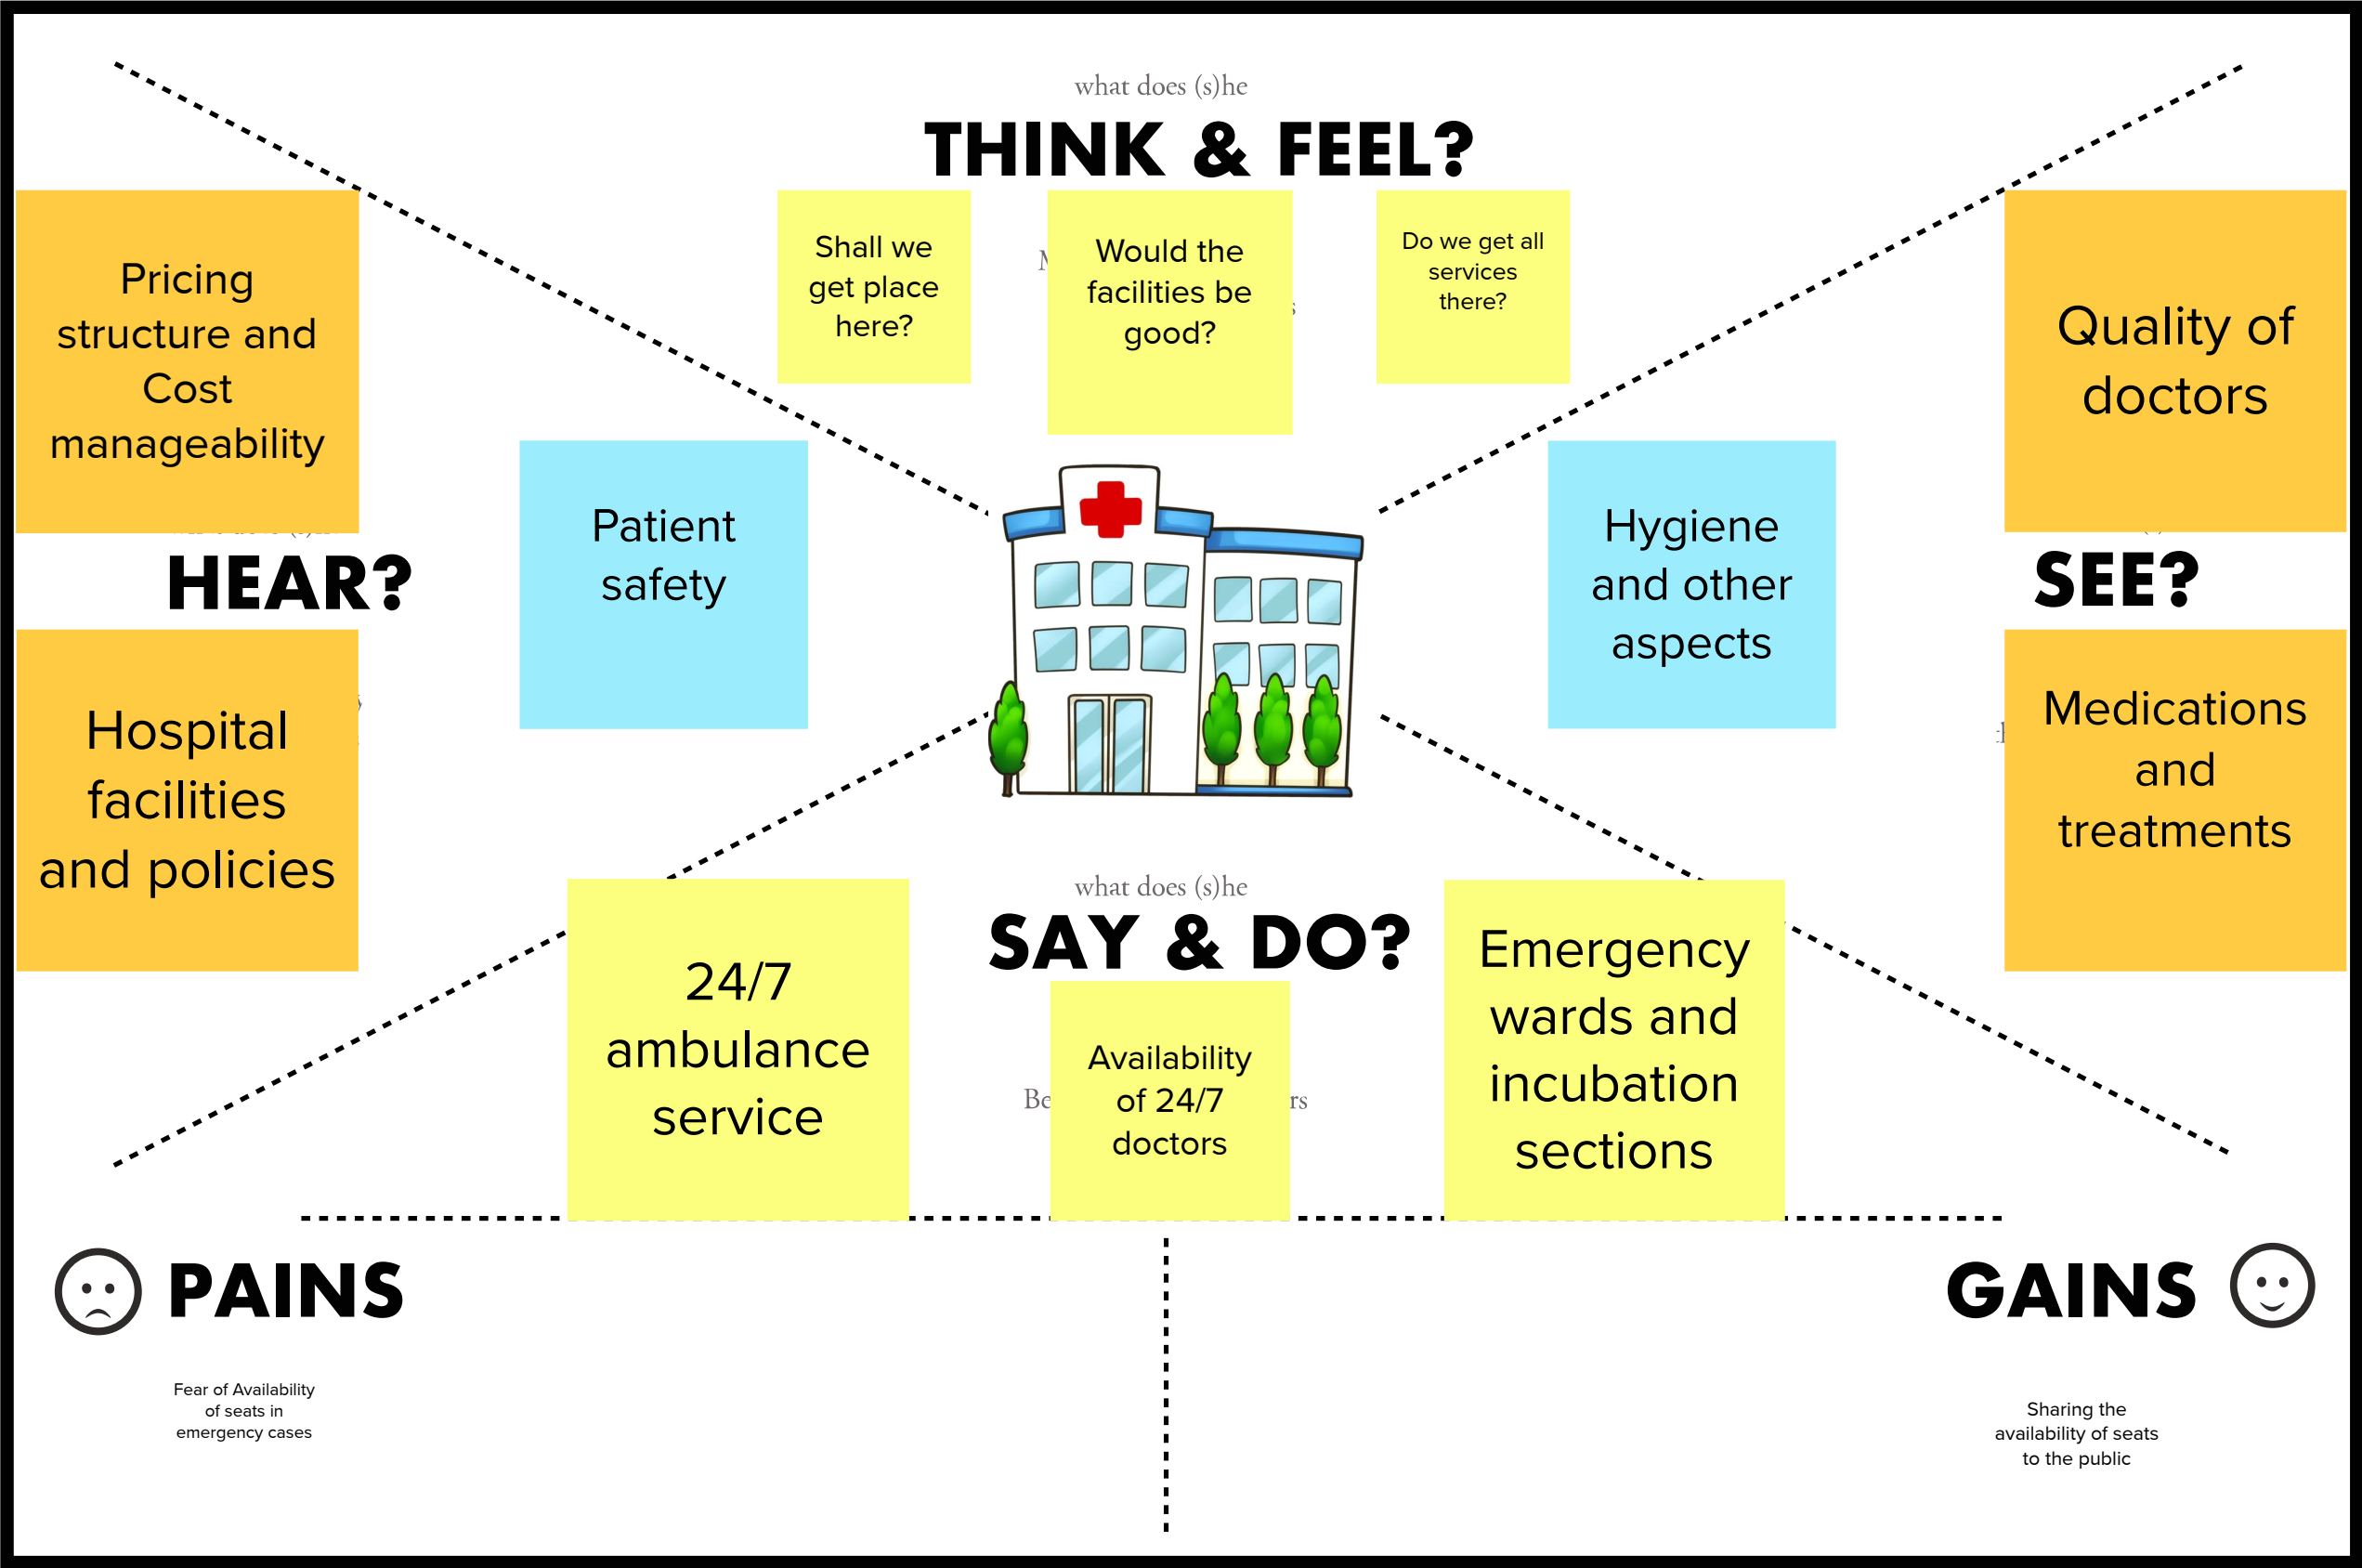 what does (s)he
THINK & FEEL?
Shall we
get place
here?
Would the
facilities be
good?
Do we get all
services
there?
Pricing
structure and
Cost
manageability
Quality of
doctors
Patient
safety
Hygiene
and other
aspects
HEAR?
SEE?
Hospital
facilities
and policies
Medications
and
treatments
what does (s)he
SAY & DO?
24/7
ambulance
service
Availability
of 24/7
doctors
Emergency
wards and
incubation
sections
PAINS
GAINS
Fear of Availability
of seats in
emergency cases
Sharing the
availability of seats
to the public